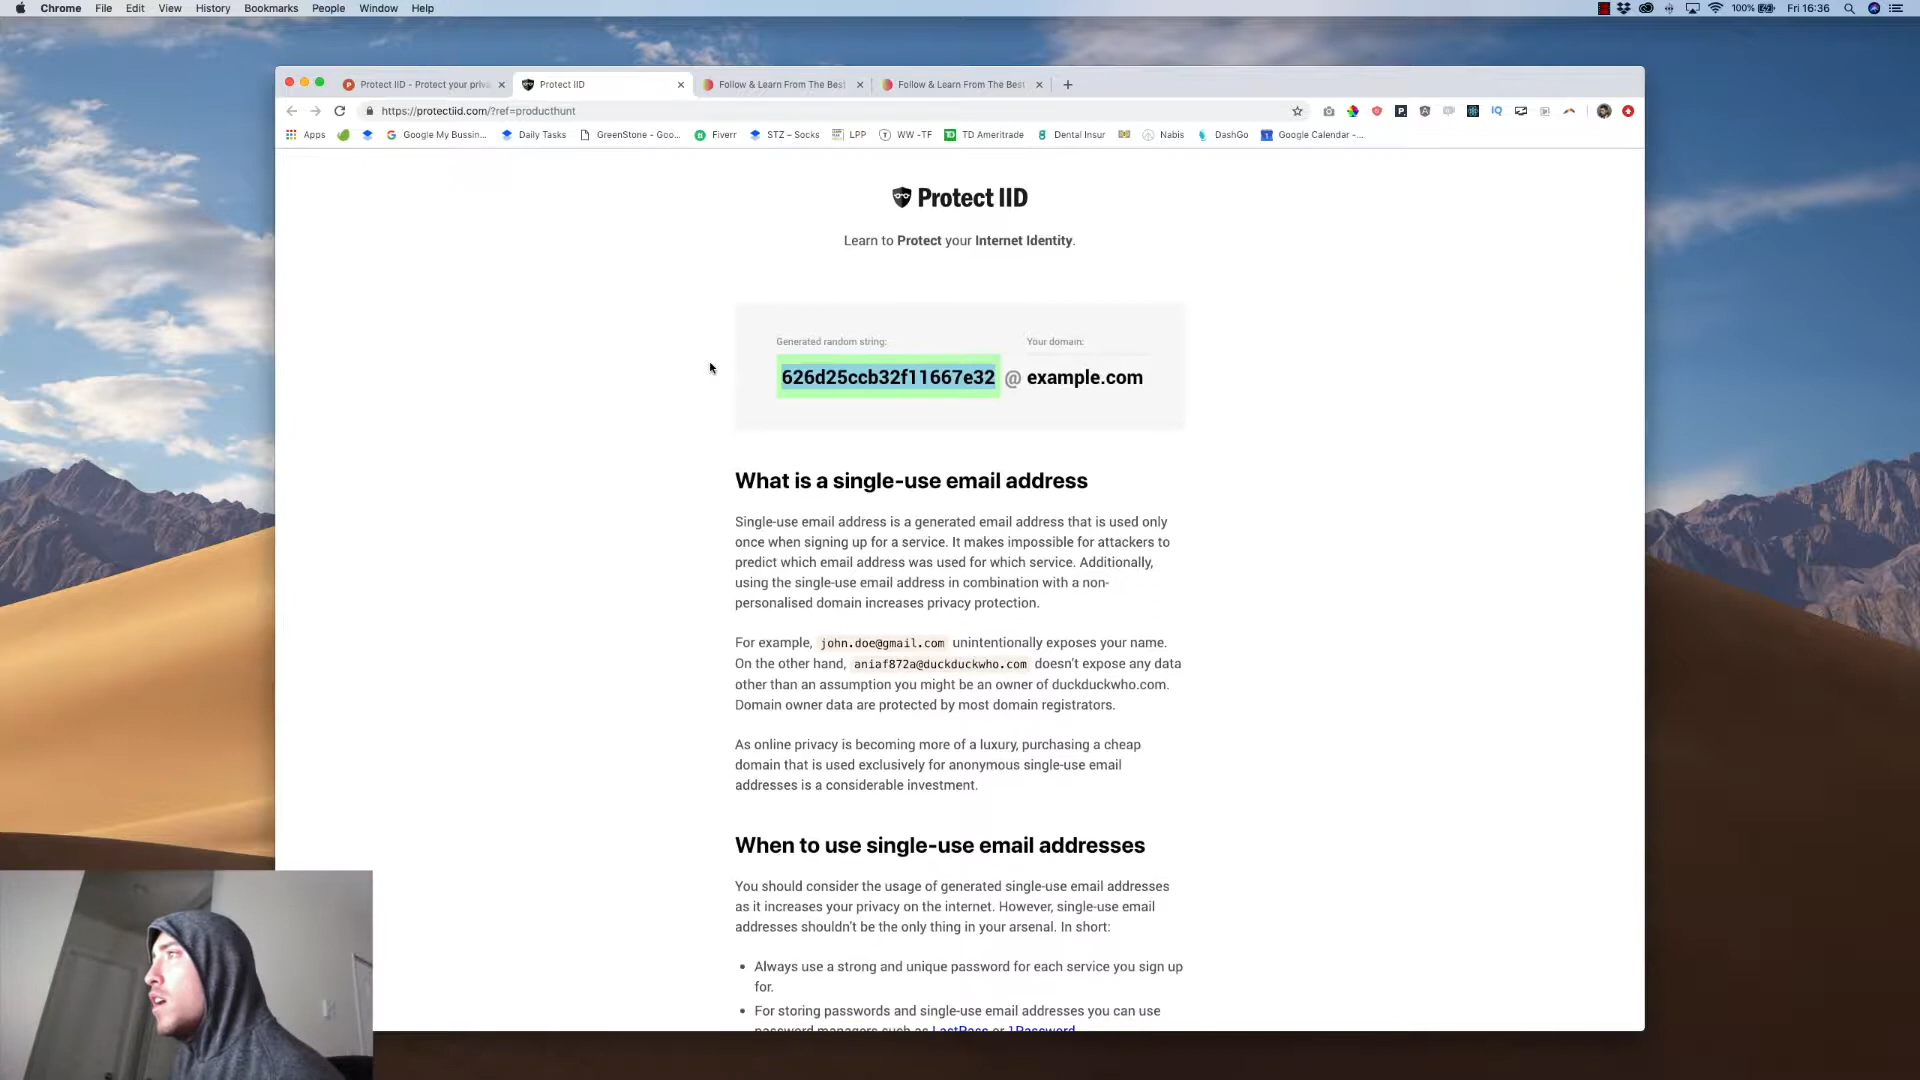 Chrome File Edit View History Bookmarks People Window Help
100% Fri 16:36
Protect IID - Protect your priva
Protect IID
Follow & Learn From The Best
Follow & Learn From The Best
https://protectiid.com/?ref=producthunt
Apps
Google My Bussin...
Daily Tasks
GreenStone - Goo...
Fiverr
STZ – Socks
LPP
WW -TF
TD Ameritrade
Dental Insur
Nabis
DashGo
Google Calendar -...
Protect IID
Learn to Protect your Internet Identity.
Generated random string: Your domain:
626d25ccb32f11667e32 @ example.com
What is a single-use email address
Single-use email address is a generated email address that is used only
once when signing up for a service. It makes impossible for attackers to
predict which email address was used for which service. Additionally,
using the single-use email address in combination with a non-
personalised domain increases privacy protection.
For example, john.doe@gmail.com unintentionally exposes your name.
On the other hand, aniaf872a@duckduckwho.com doesn't expose any data
other than an assumption you might be an owner of duckduckwho.com.
Domain owner data are protected by most domain registrators.
As online privacy is becoming more of a luxury, purchasing a cheap
domain that is used exclusively for anonymous single-use email
addresses is a considerable investment.
When to use single-use email addresses
You should consider the usage of generated single-use email addresses
as it increases your privacy on the internet. However, single-use email
addresses shouldn't be the only thing in your arsenal. In short:
• Always use a strong and unique password for each service you sign up
for.
• For storing passwords and single-use email addresses you can use
password managers such as LastPass or 1Password.